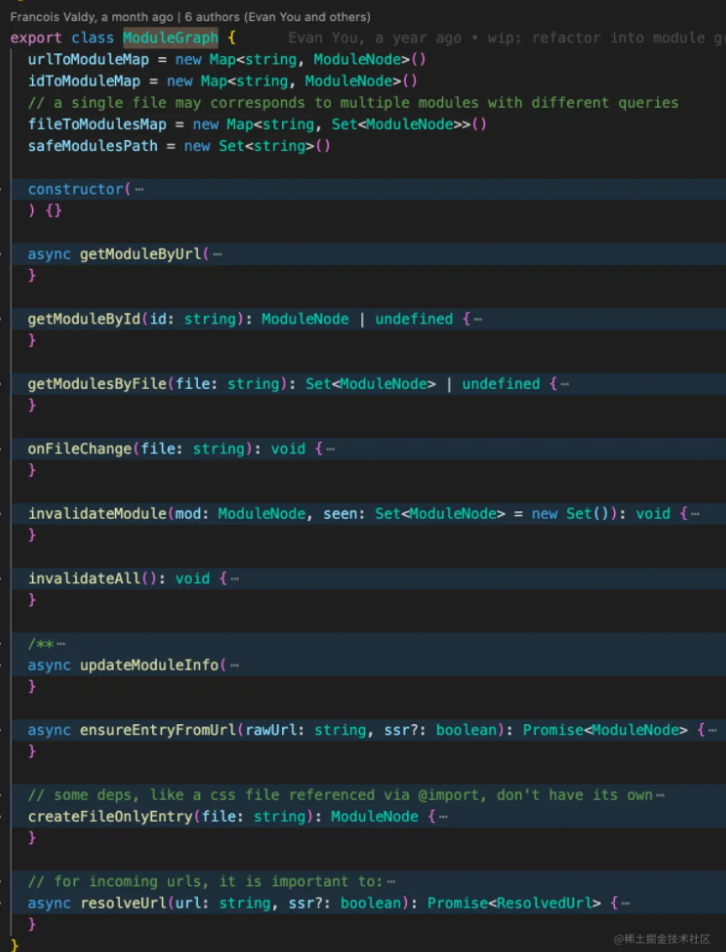 Francois Valdy, a month ago | 6 authors (Evan You and others)
export class ModuleGraph {     Evan You, a year ago • wip: refactor into module gr
urlToModuleMap = new Map<string, ModuleNode>()
idToModuleMap = new Map<string, ModuleNode>()
// a single file may corresponds to multiple modules with different queries
fileToModulesMap = new Map<string, Set<ModuleNode>>()
safeModulesPath = new Set<string>()
constructor(⋯
) {}
async getModuleByUrl(⋯
}
getModuleById(id: string): ModuleNode | undefined {⋯
}
getModulesByFile(file: string): Set<ModuleNode> | undefined {⋯
}
onFileChange(file: string): void {⋯
}
invalidateModule(mod: ModuleNode, seen: Set<ModuleNode> = new Set()): void {⋯
}
invalidateAll(): void {⋯
}
/**⋯
async updateModuleInfo(⋯
}
async ensureEntryFromUrl(rawUrl: string, ssr?: boolean): Promise<ModuleNode> {⋯
}
// some deps, like a css file referenced via @import, don't have its own⋯
createFileOnlyEntry(file: string): ModuleNode {⋯
}
// for incoming urls, it is important to:⋯
async resolveUrl(url: string, ssr?: boolean): Promise<ResolvedUrl> {⋯
}
}
@稀土掘金技术社区